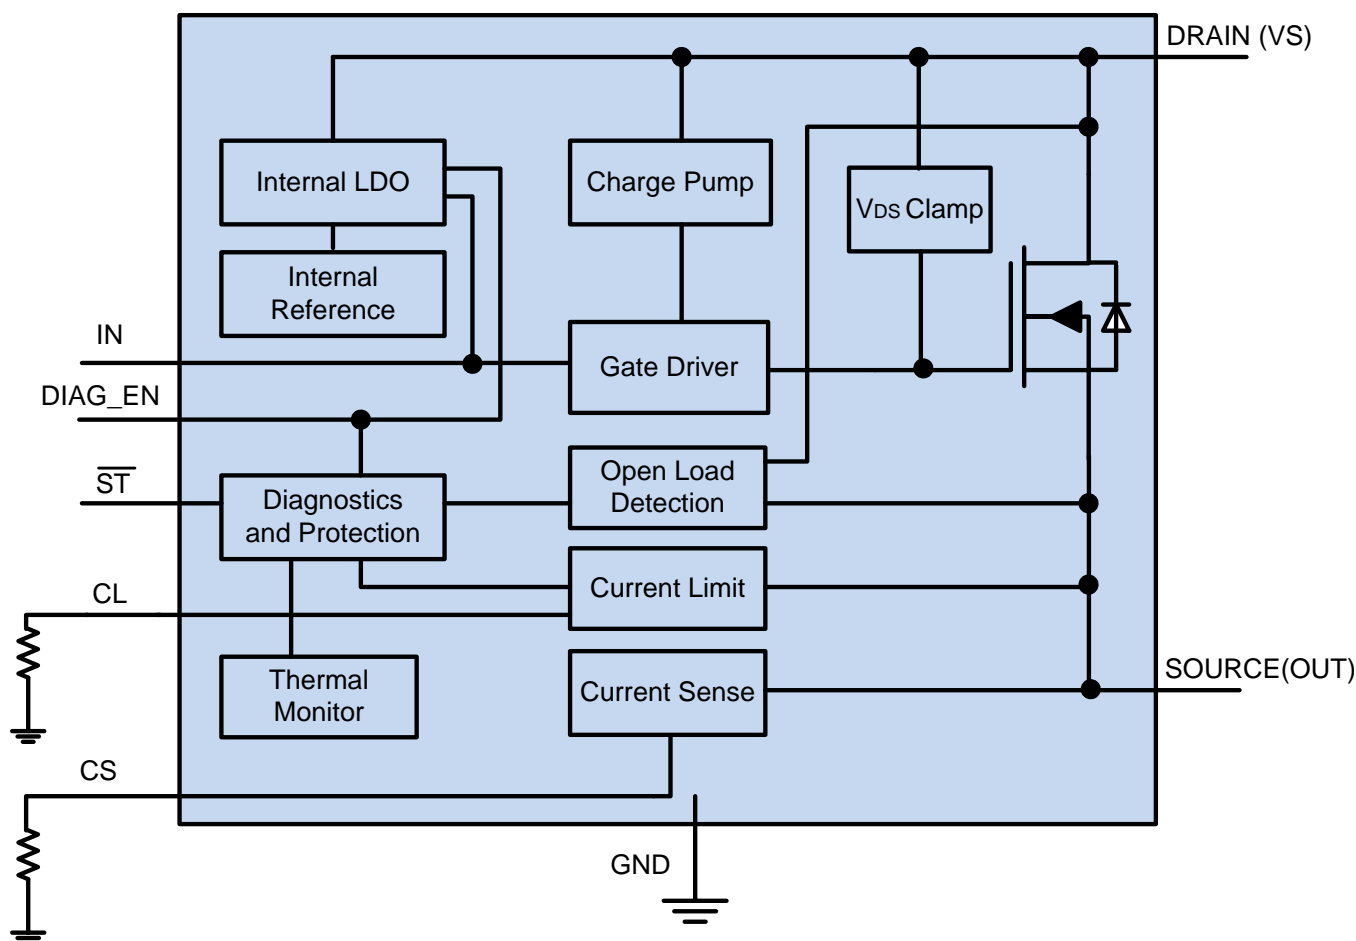 DRAIN (VS)
Internal LDO
Charge Pump
VDS Clamp
Internal
Reference
IN
Gate Driver
DIAG_EN
Open Load
Detection
ST
Diagnostics
and Protection
Current Limit
CL
Thermal
Monitor
Current Sense
SOURCE(OUT)
CS
GND